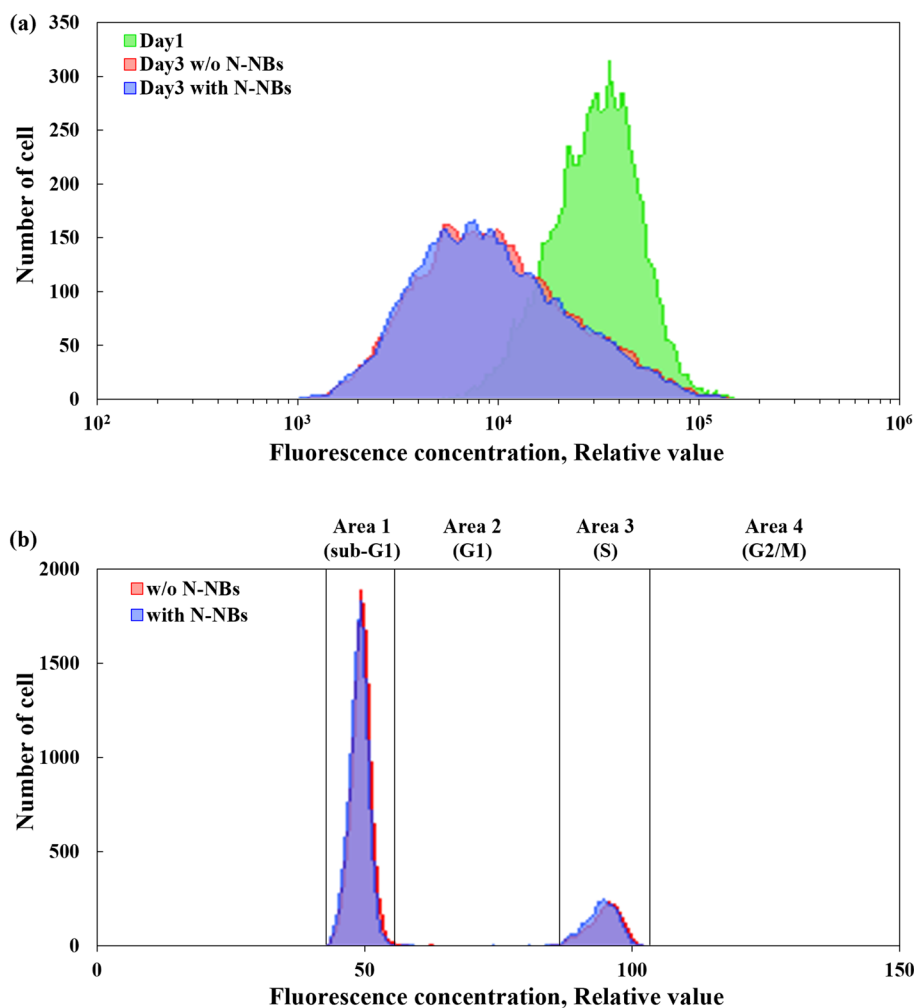 (a)
350
300
250
200
150
100
50
0
Number of cell
Day1
Day3 w/o N-NBs
Day3 with N-NBs
10² 10³ 10⁴ 10⁵ 10⁶
Fluorescence concentration, Relative value
(b)
Area 1 Area 2 Area 3 Area 4
(sub-G1) (G1) (S) (G2/M)
2000
1500
1000
500
0
Number of cell
w/o N-NBs
with N-NBs
0 50 100 150
Fluorescence concentration, Relative value